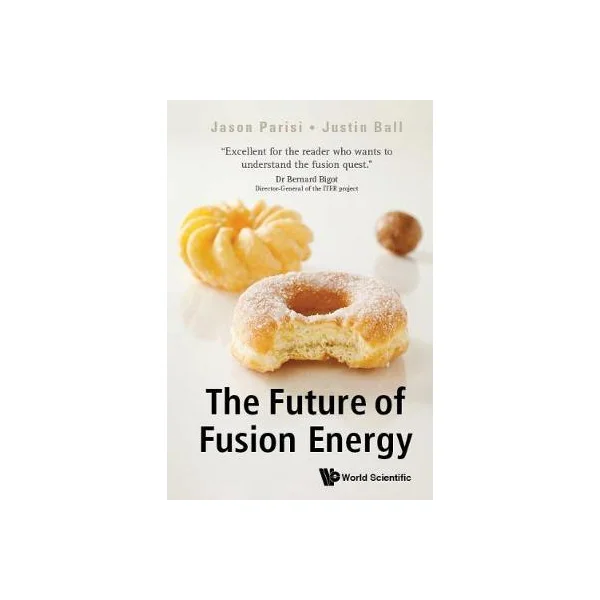 Jason Parisi • Justin Ball
“Excellent for the reader who wants to
understand the fusion quest.”
Dr Bernard Bigot
Director-General of the ITER project
The Future of
Fusion Energy
World Scientific